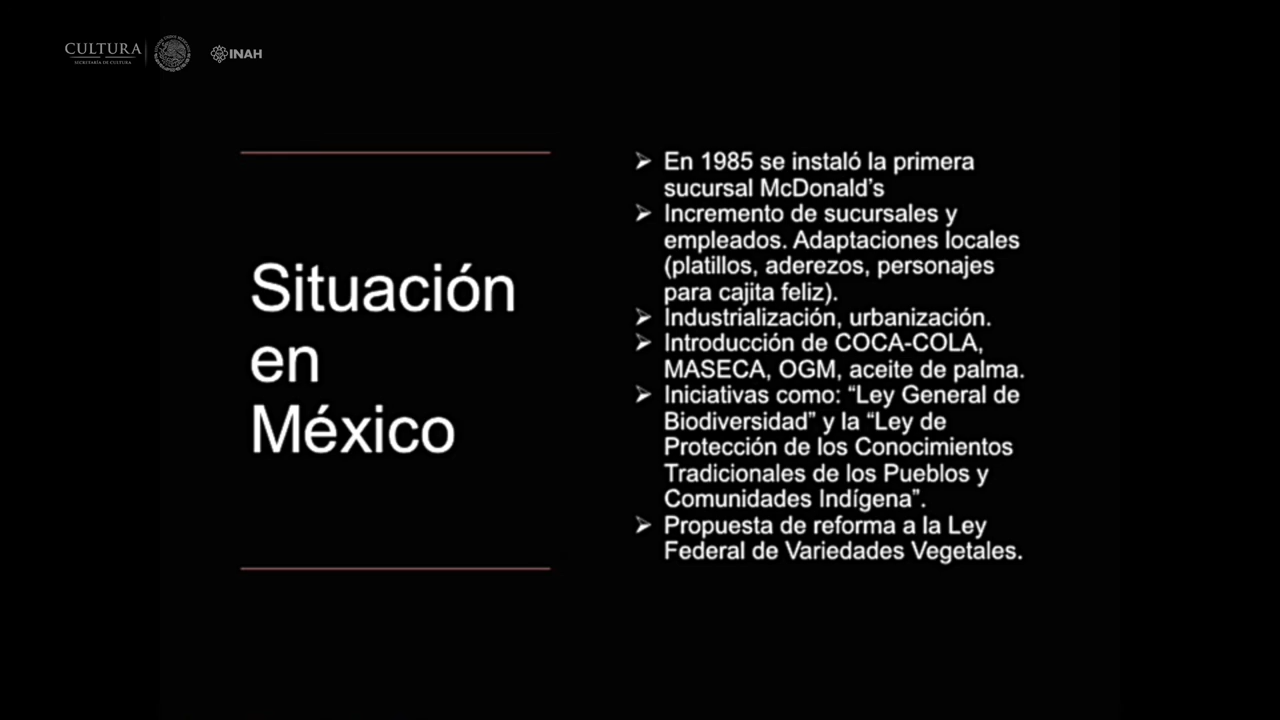 CULTURA
SECRETARÍA DE CULTURA
INAH
Situación
en
México
En 1985 se instaló la primera
sucursal McDonald's
Incremento de sucursales y
empleados. Adaptaciones locales
(platillos, aderezos, personajes
para cajita feliz).
Industrialización, urbanización.
Introducción de COCA-COLA,
MASECA, OGM, aceite de palma.
Iniciativas como: “Ley General de
Biodiversidad” y la “Ley de
Protección de los Conocimientos
Tradicionales de los Pueblos y
Comunidades Indígena”.
Propuesta de reforma a la Ley
Federal de Variedades Vegetales.